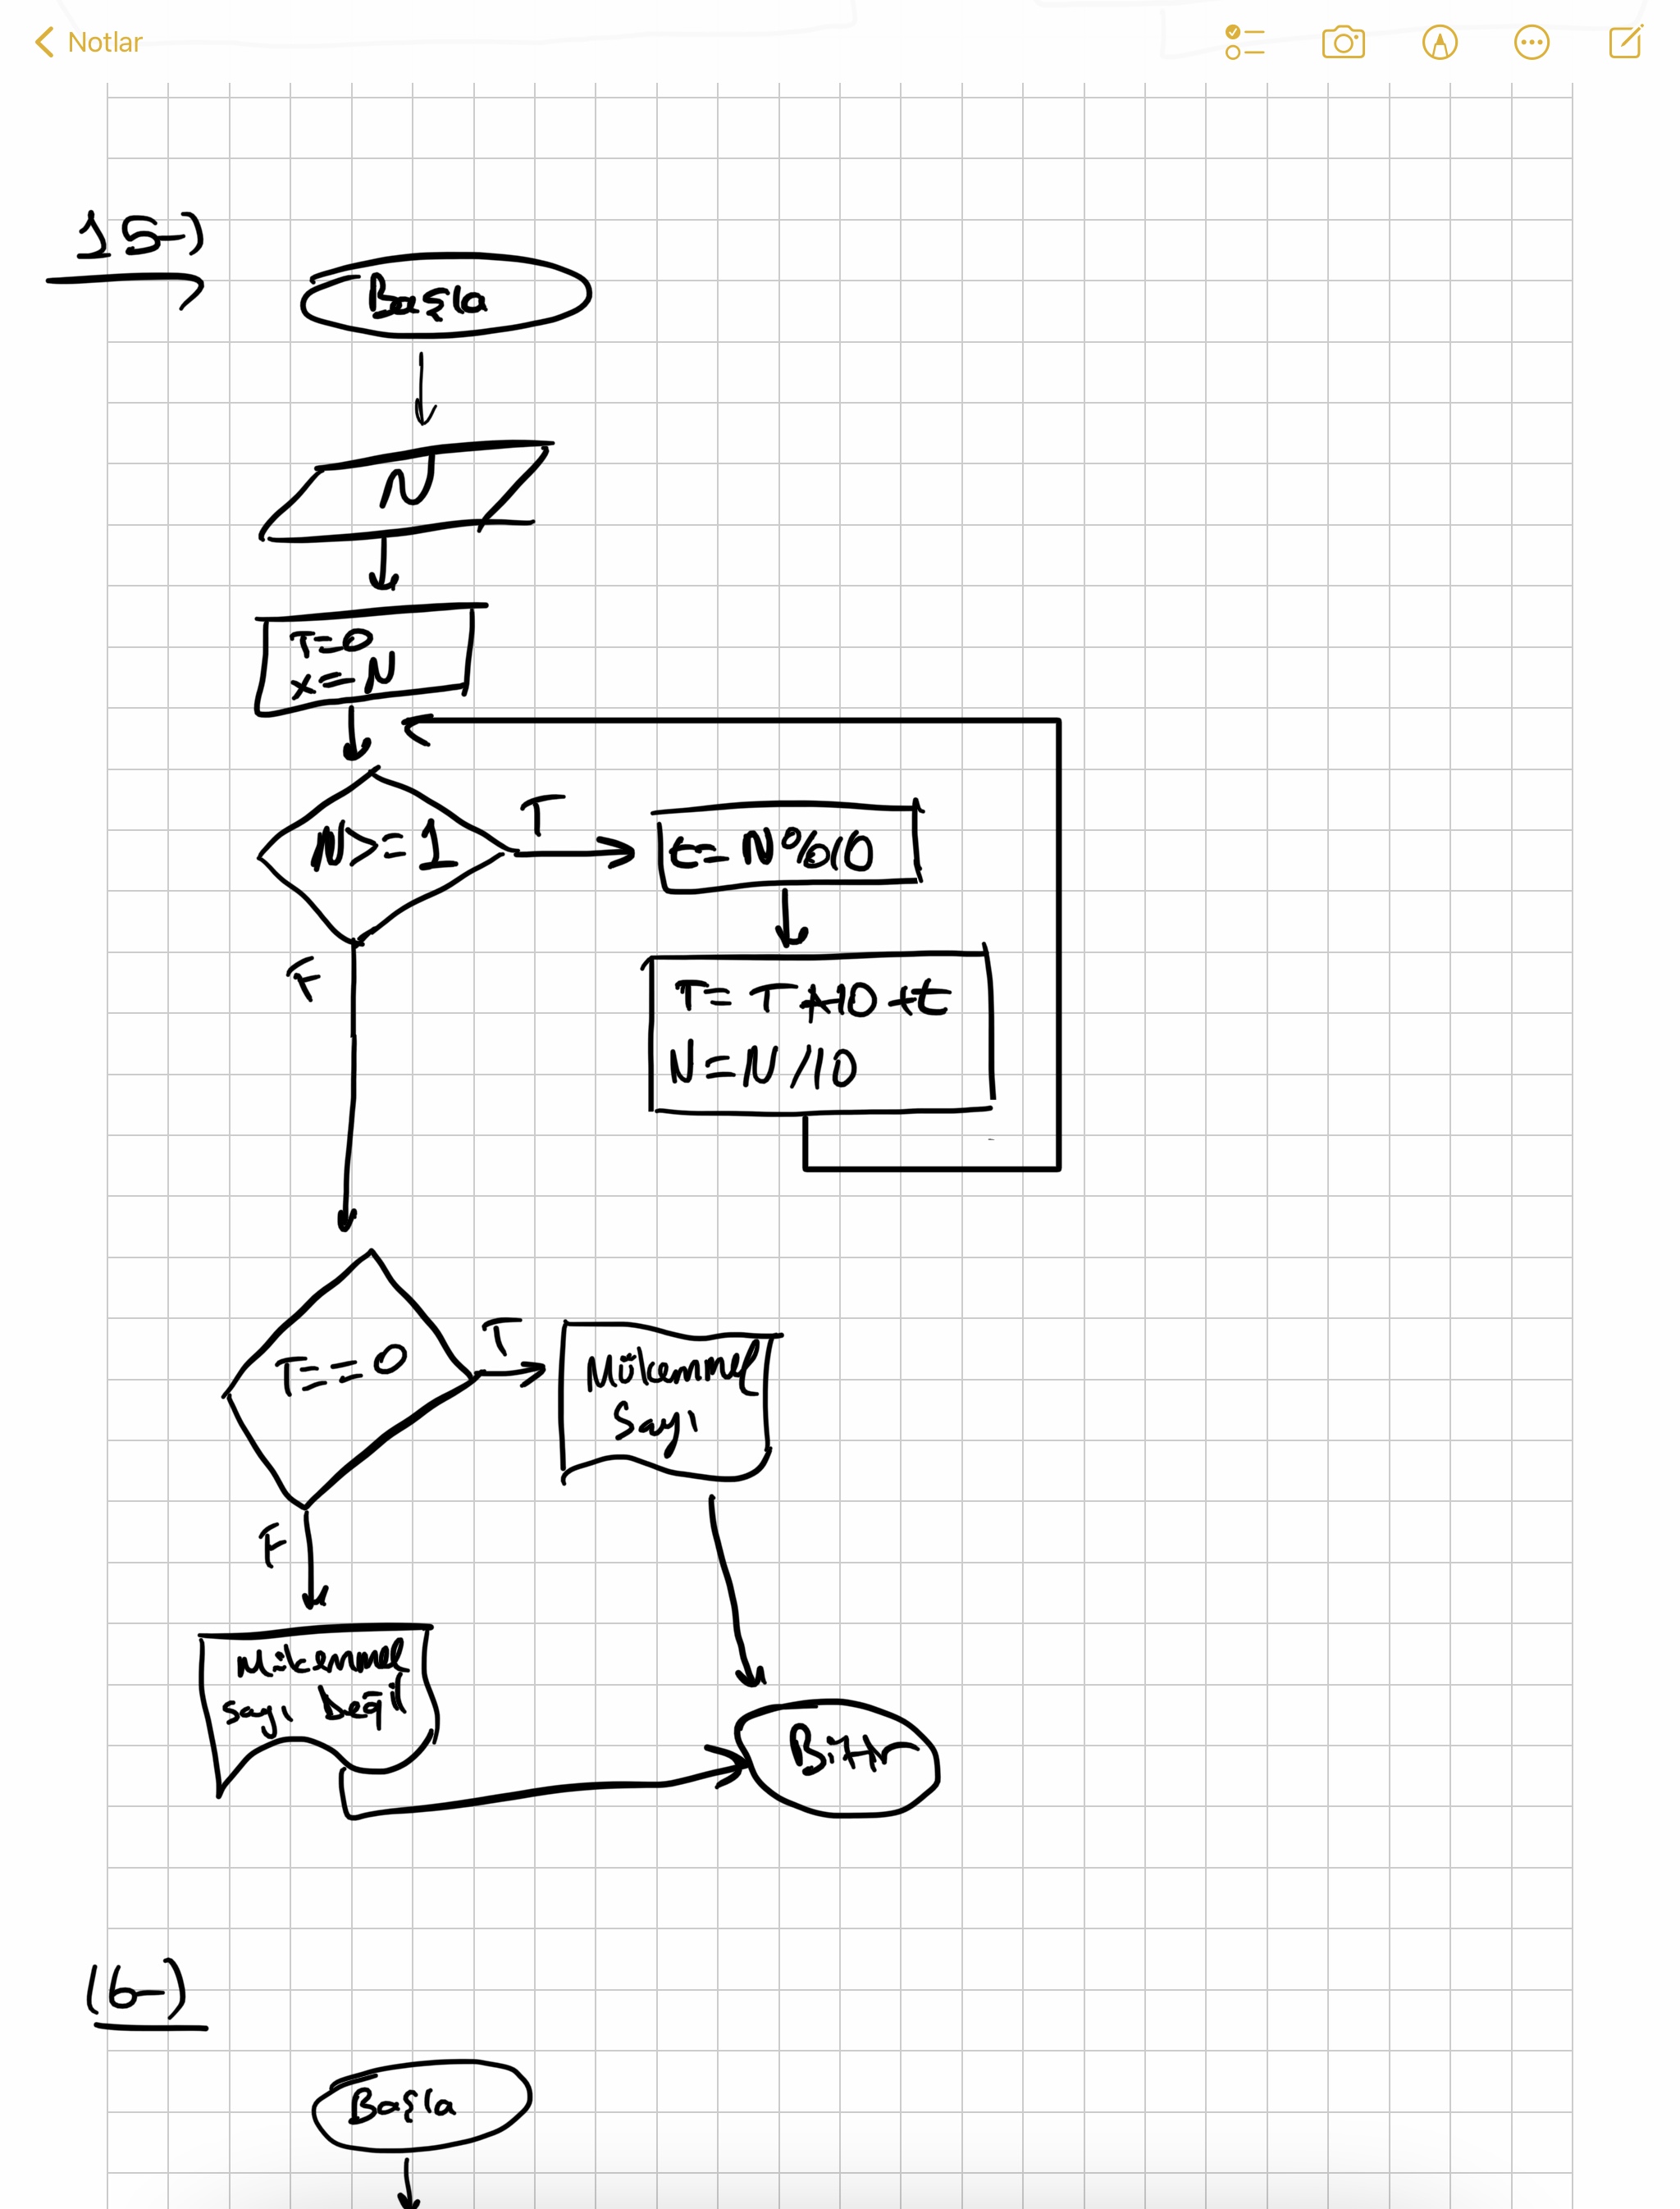 Notlar
15-)
Başla
N
T=0
x=N
N>=1
T
t=N%10
F
T=T*10+t
N=N/10
T==0
T
Mükemmel
Sayı
F
Mükemmel
sayı Değil
Bitir
16-)
Başla